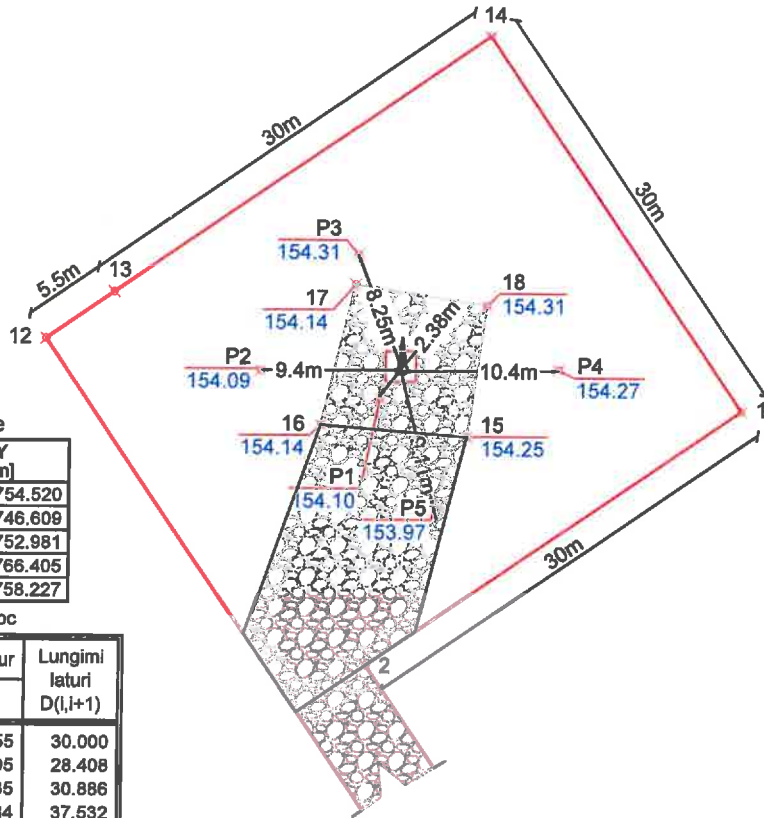 14
30m
30m
P3
154.31
13
5.5m
12
17
154.14
18
154.31
8.25m
2.38m
P2
154.09
9.4m
10.4m
P4
154.27
1
16
154.14
15
154.25
P1
154.10
P5
153.97
30m
2
754.520
746.609
752.981
766.405
758.227
Lungimi
laturi
D(i,i+1)
30.000
28.408
30.886
37.532